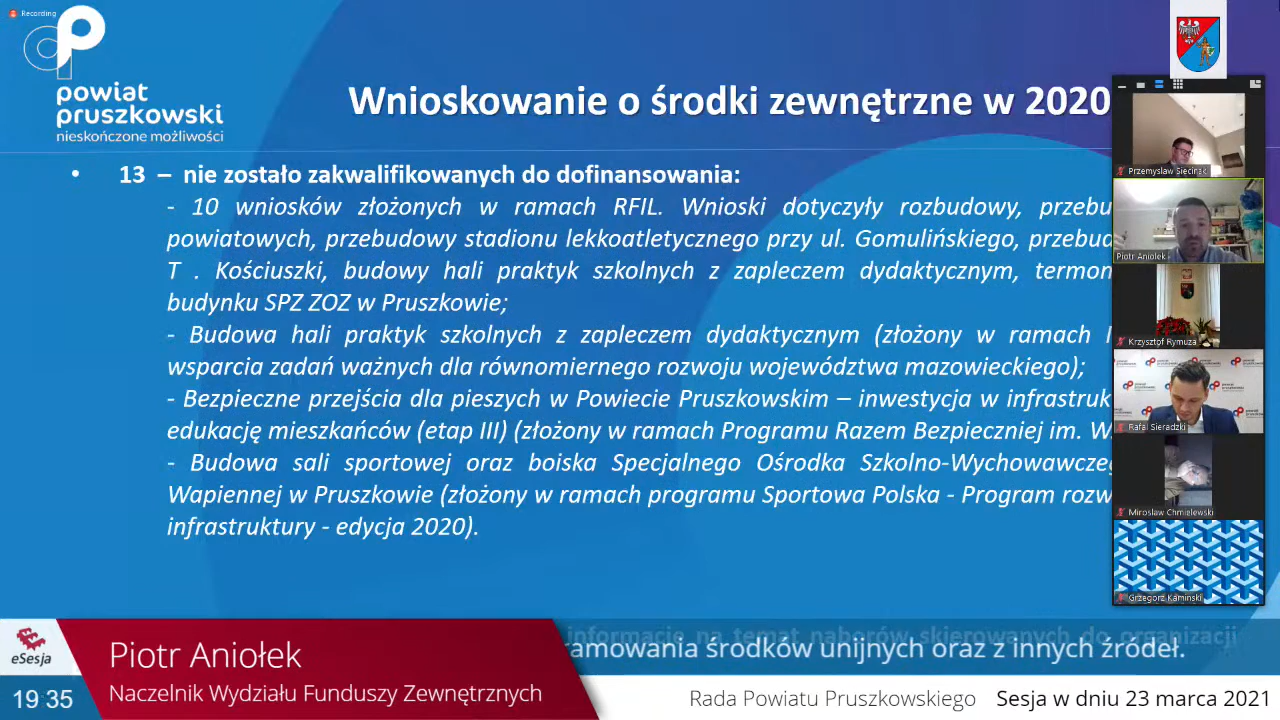 Recording
powiat
pruszkowski
nieskończone możliwości
Wnioskowanie o środki zewnętrzne w 2020
• 13 – nie zostało zakwalifikowanych do dofinansowania:
- 10 wniosków złożonych w ramach RFIL. Wnioski dotyczyły rozbudowy, przebu
powiatowych, przebudowy stadionu lekkoatletycznego przy ul. Gomulińskiego, przebud
T . Kościuszki, budowy hali praktyk szkolnych z zapleczem dydaktycznym, termon
budynku SPZ ZOZ w Pruszkowie;
- Budowa hali praktyk szkolnych z zapleczem dydaktycznym (złożony w ramach
wsparcia zadań ważnych dla równomiernego rozwoju województwa mazowieckiego);
- Bezpieczne przejścia dla pieszych w Powiecie Pruszkowskim – inwestycja w infrastruk
edukację mieszkańców (etap III) (złożony w ramach Programu Razem Bezpieczniej im. W.
- Budowa sali sportowej oraz boiska Specjalnego Ośrodka Szkolno-Wychowawczeg
Wapiennej w Pruszkowie (złożony w ramach programu Sportowa Polska - Program rozw
infrastruktury - edycja 2020).
Przemysław Siecinski
Piotr Aniołek
Krzysztof Rymuza
Rafał Sieradzki
Mirosław Chmielewski
Grzegorz Kamiński
informację na temat naborów skierowanych do organizacji
ramowania środków unijnych oraz z innych źródeł.
eSesja
Piotr Aniołek
Naczelnik Wydziału Funduszy Zewnętrznych
19:35
Rada Powiatu Pruszkowskiego Sesja w dniu 23 marca 2021